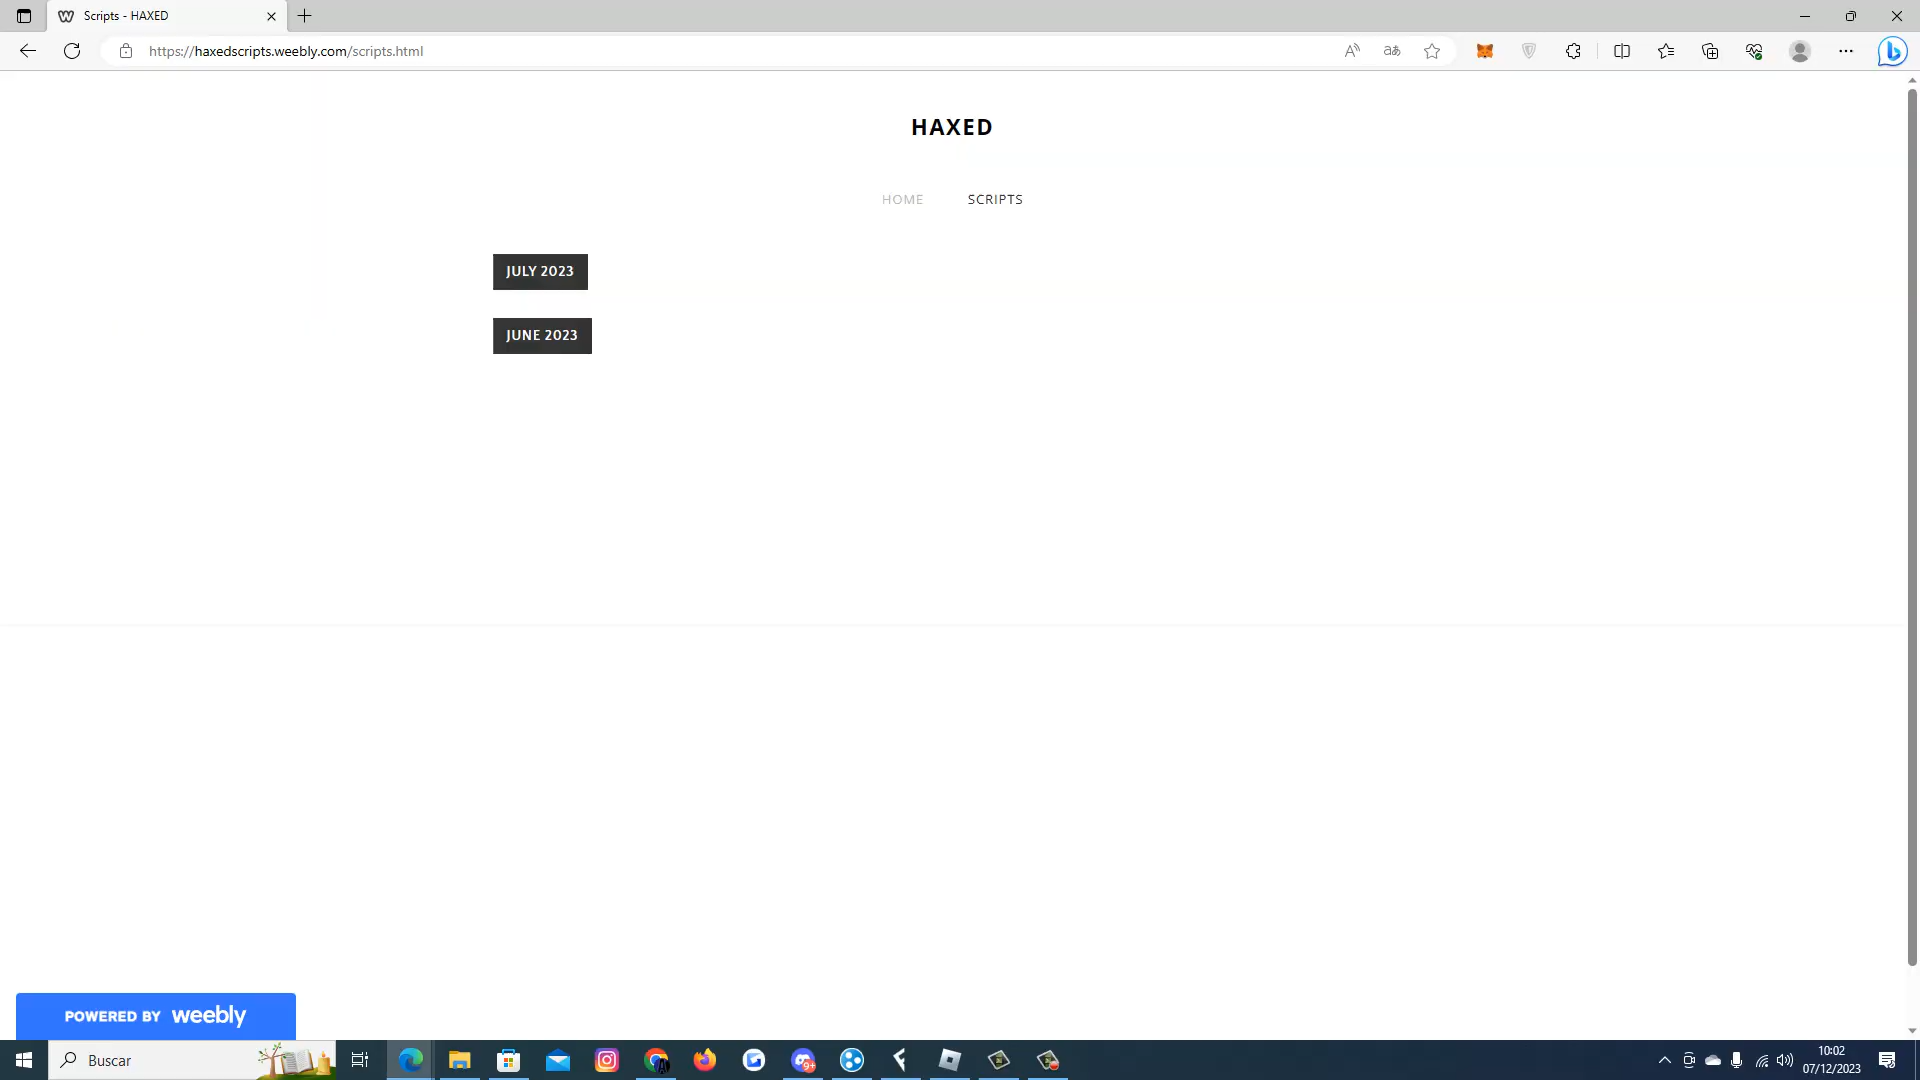 Scripts - HAXED
https://haxedscripts.weebly.com/scripts.html
HAXED
HOME
SCRIPTS
JULY 2023
JUNE 2023
POWERED BY weebly
Buscar
9+
10:02
07/12/2023